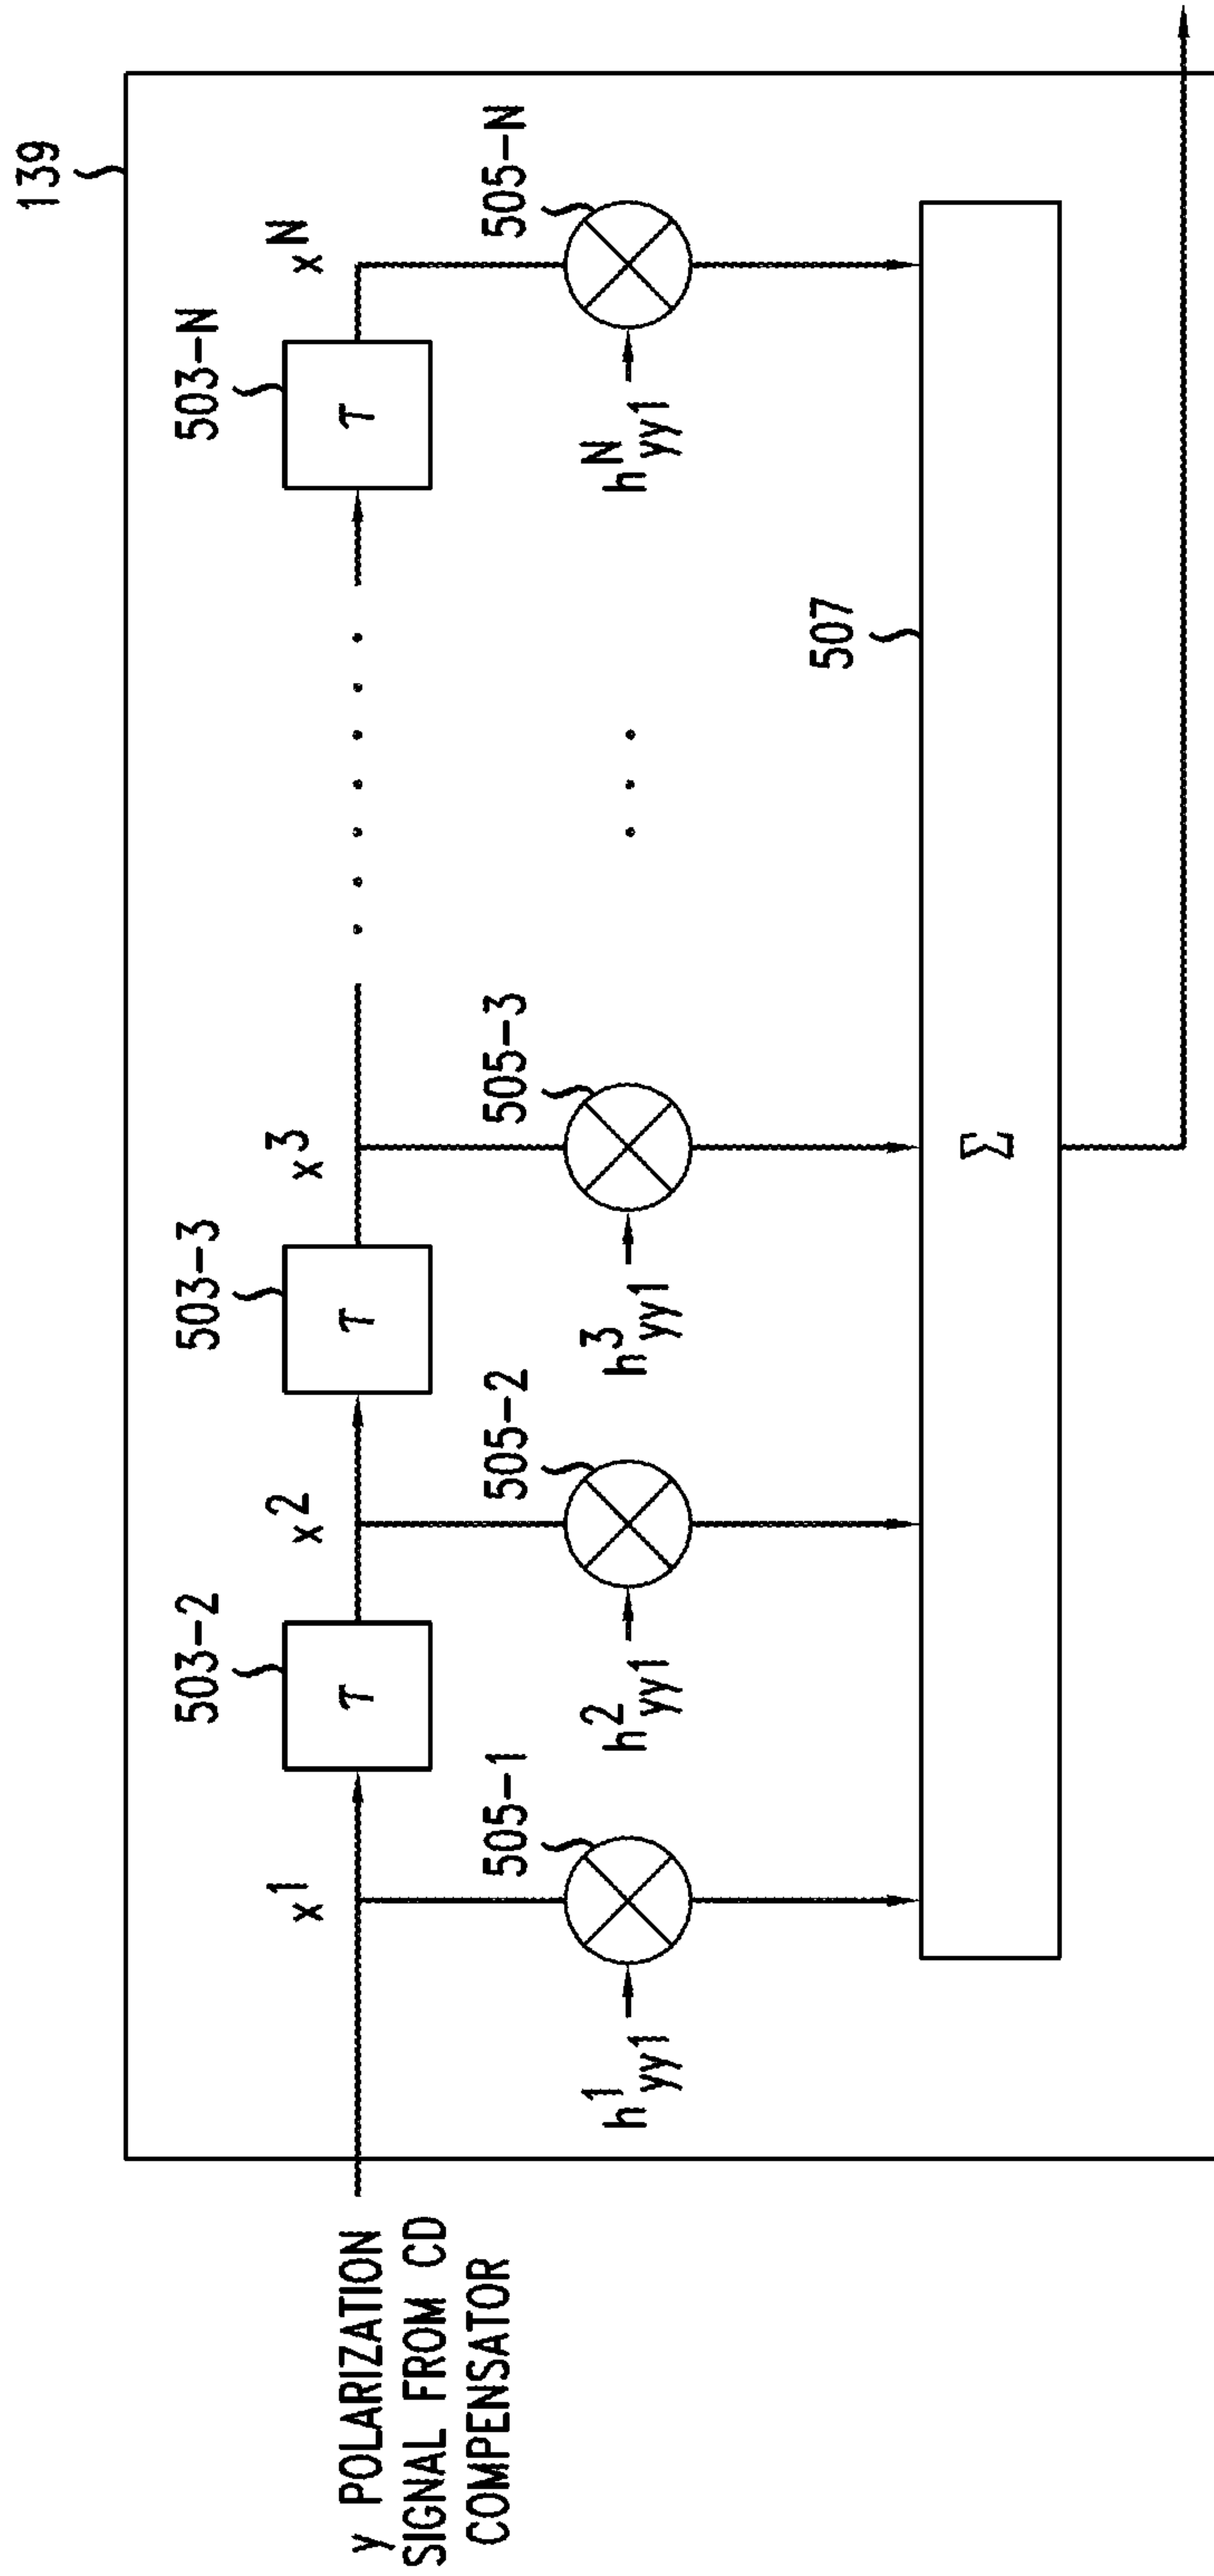 139
y POLARIZATION
SIGNAL FROM CD
COMPENSATOR
503-2
503-3
503-N
τ
τ
τ
x^1
x^2
x^3
x^N
505-1
505-2
505-3
505-N
h^1_yy1
h^2_yy1
h^3_yy1
h^N_yy1
507
Σ